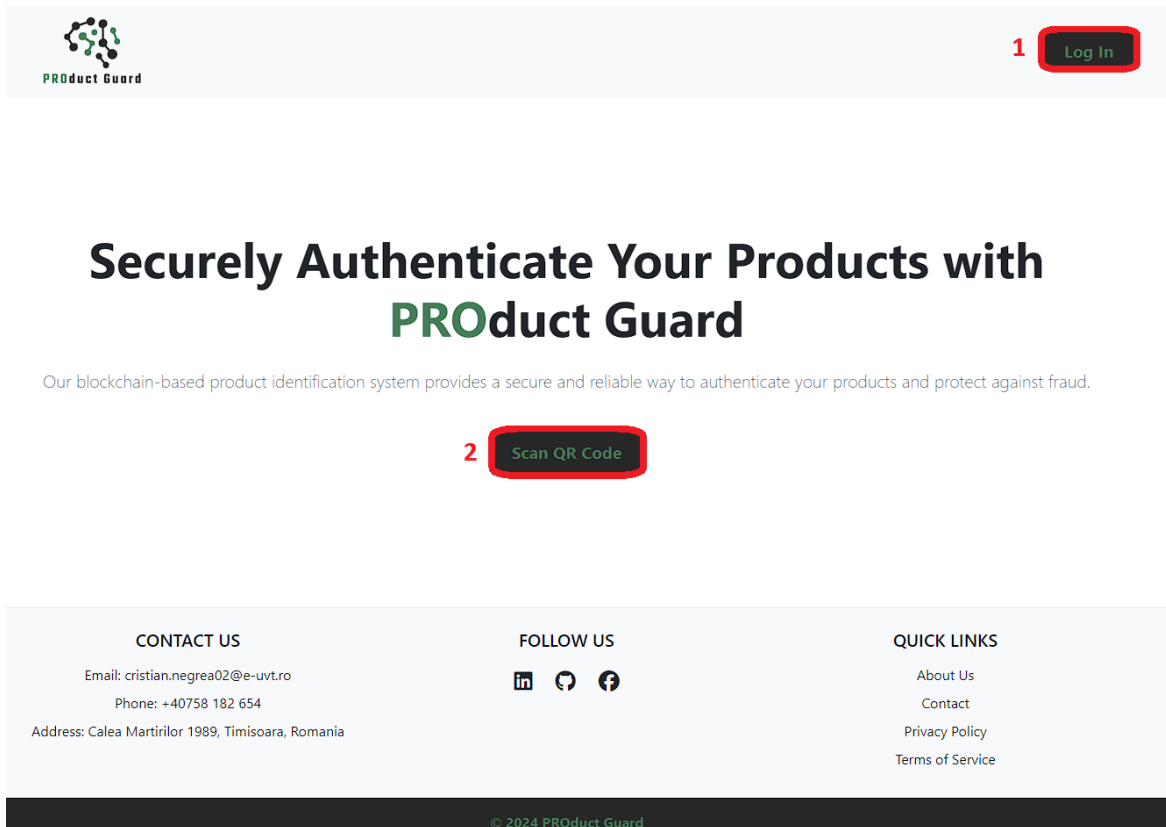 PROduct Guard
1
Log In
Securely Authenticate Your Products with
PROduct Guard
Our blockchain-based product identification system provides a secure and reliable way to authenticate your products and protect against fraud.
2
Scan QR Code
CONTACT US
Email: cristian.negrea02@e-uvt.ro
Phone: +40758 182 654
Address: Calea Martirilor 1989, Timisoara, Romania
FOLLOW US
in
QUICK LINKS
About Us
Contact
Privacy Policy
Terms of Service
© 2024 PROduct Guard